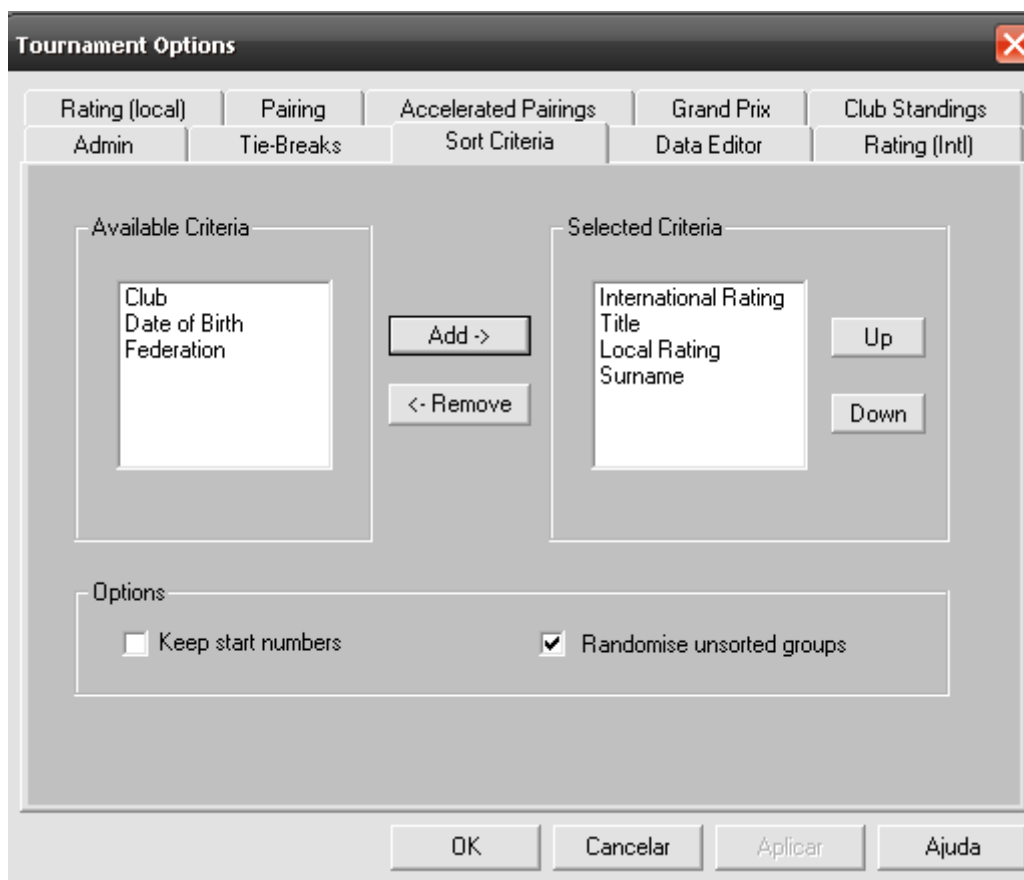 Tournament Options
Rating (local) Pairing Accelerated Pairings Grand Prix Club Standings
Admin Tie-Breaks Sort Criteria Data Editor Rating (Intl)
Available Criteria
Club
Date of Birth
Federation
Add ->
<- Remove
Selected Criteria
International Rating
Title
Local Rating
Surname
Up
Down
Options
Keep start numbers Randomise unsorted groups
OK Cancelar Aplicar Ajuda